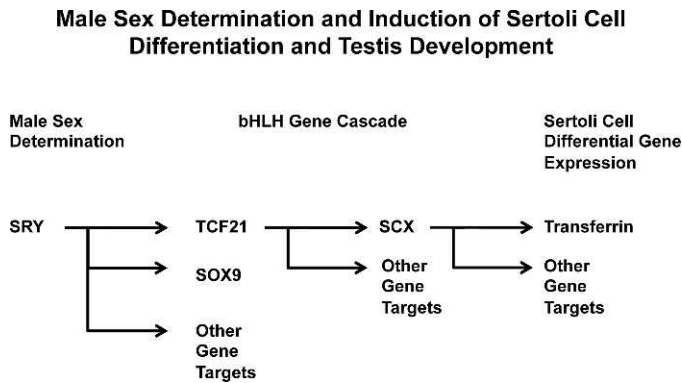 Male Sex Determination and Induction of Sertoli Cell
Differentiation and Testis Development
Male Sex
Determination
bHLH Gene Cascade
Sertoli Cell
Differential Gene
Expression
SRY
TCF21
SCX
Transferrin
SOX9
Other
Gene
Targets
Other
Gene
Targets
Other
Gene
Targets